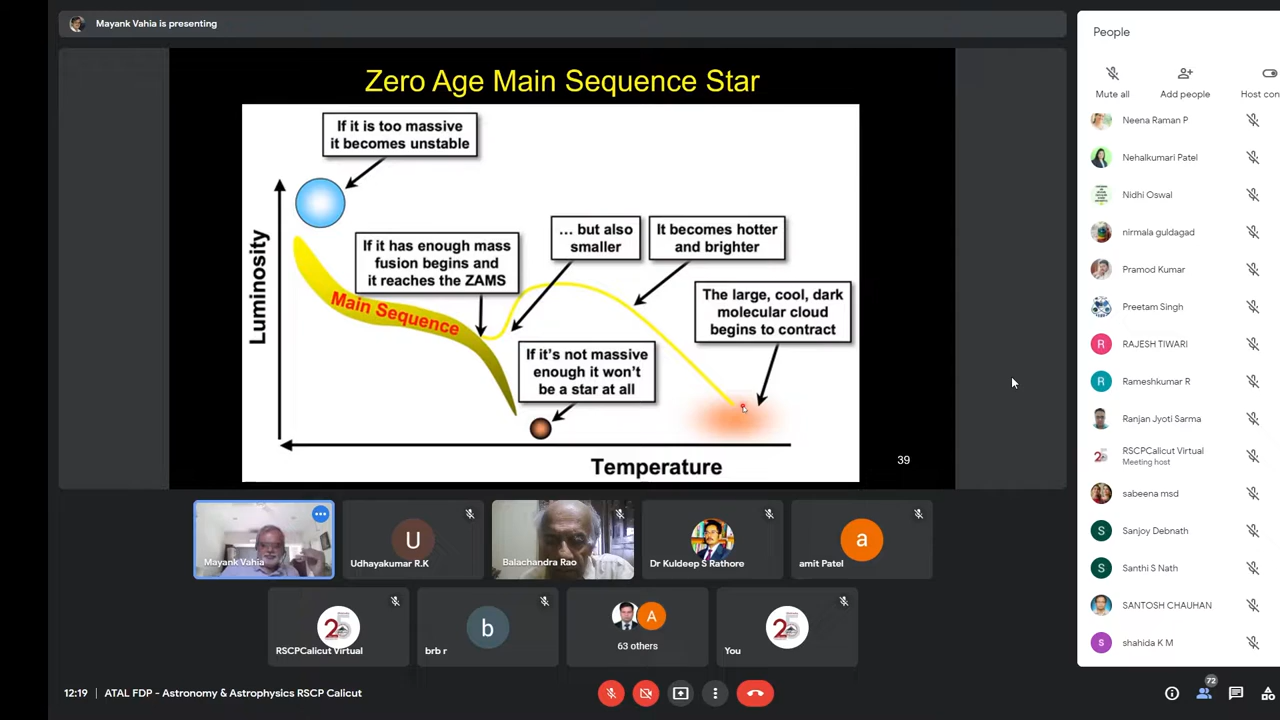 Mayank Vahia is presenting
Zero Age Main Sequence Star
If it is too massive
it becomes unstable
… but also
smaller
It becomes hotter
and brighter
If it has enough mass
fusion begins and
it reaches the ZAMS
The large, cool, dark
molecular cloud
begins to contract
Luminosity
Main Sequence
If it's not massive
enough it won't
be a star at all
Temperature
39
Mayank Vahia
U
Udhayakumar R.K
Balachandra Rao
Dr Kuldeep S Rathore
a
amit Patel
25
RSCPCalicut Virtual
b
brb r
A
63 others
25
You
12:19 | ATAL FDP - Astronomy & Astrophysics RSCP Calicut
72
People
Mute all
Add people
Host con
Neena Raman P
Nehalkumari Patel
Nidhi Oswal
nirmala guldagad
Pramod Kumar
Preetam Singh
R
RAJESH TIWARI
R
Rameshkumar R
Ranjan Jyoti Sarma
RSCPCalicut Virtual
Meeting host
sabeena msd
S
Sanjoy Debnath
S
Santhi S Nath
SANTOSH CHAUHAN
s
shahida K M